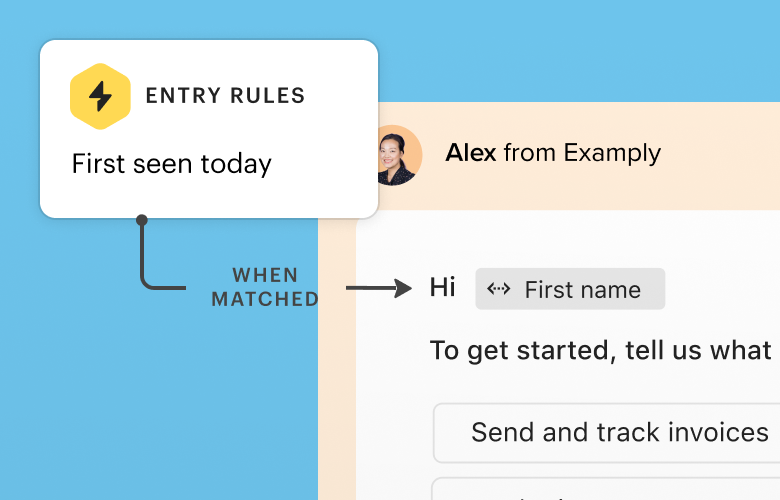 ENTRY RULES
First seen today
Alex from Examply
WHEN
MATCHED
Hi First name
To get started, tell us what
Send and track invoices